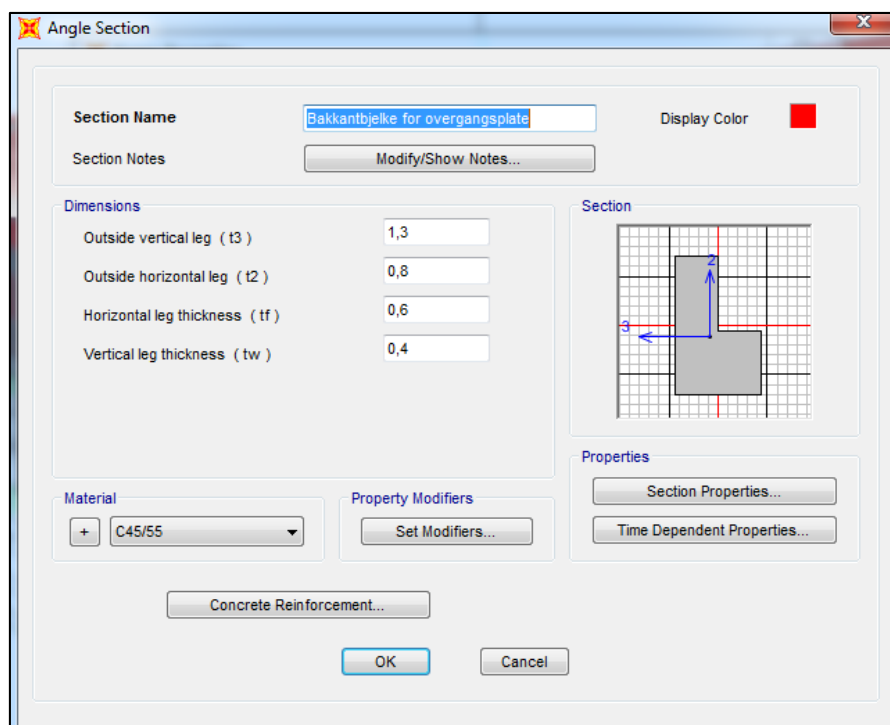 Angle Section
Section Name Bakkantbjelke for overgangsplate Display Color
Section Notes Modify/Show Notes...
Dimensions
Outside vertical leg ( t3 ) 1,3
Outside horizontal leg ( t2 ) 0,8
Horizontal leg thickness ( tf ) 0,6
Vertical leg thickness ( tw ) 0,4
Section
2
3
Properties
Section Properties...
Time Dependent Properties...
Material
+ C45/55
Property Modifiers
Set Modifiers...
Concrete Reinforcement...
OK Cancel